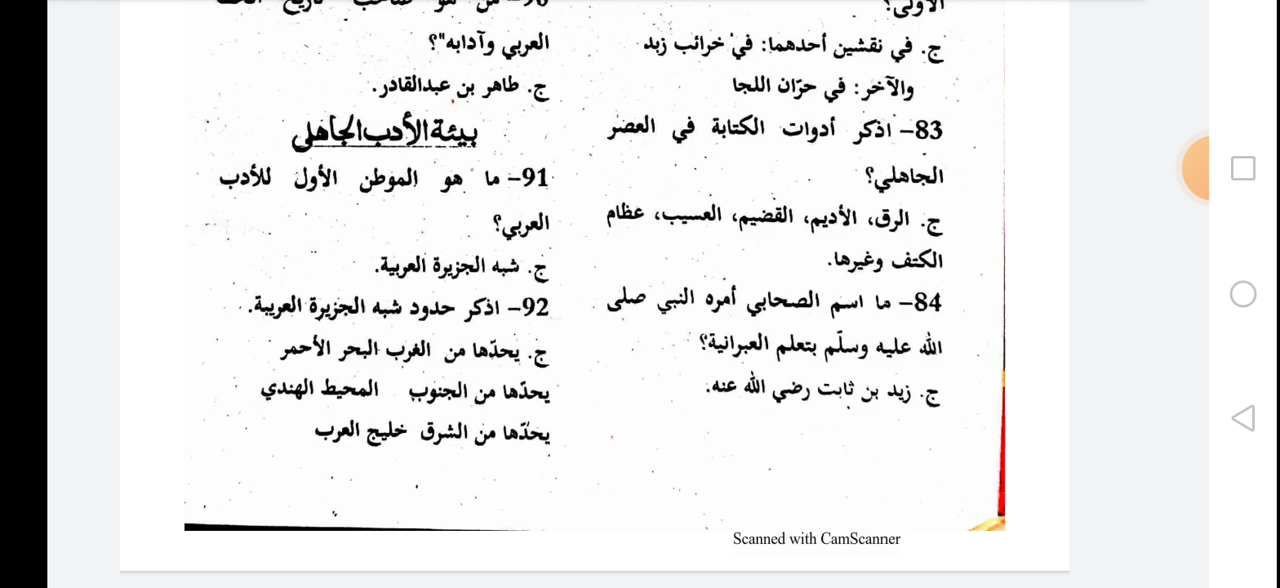 الأولى؟
ج. في نقشين أحدهما: في خرائب زبد
والآخر: في حرّان اللجا
83– اذكر أدوات الكتابة في العصر
الجاهلي؟
ج. الرق، الأديم، القضيم، العسيب، عظام
الكتف وغيرها.
84– ما اسم الصحابي أمره النبي صلى
الله عليه وسلّم بتعلم العبرانية؟
ج. زيد بن ثابت رضي الله عنه.
90– من هو صاحب
العربي وآدابه"؟
ج. طاهر بن عبدالقادر.
بيئة الأدب الجاهلي
91– ما هو الموطن الأول للأدب
العربي؟
ج. شبه الجزيرة العربية.
92– اذكر حدود شبه الجزيرة العربية.
ج. يحدّها من الغرب البحر الأحمر
يحدّها من الجنوب المحيط الهندي
يحدّها من الشرق خليج العرب
Scanned with CamScanner